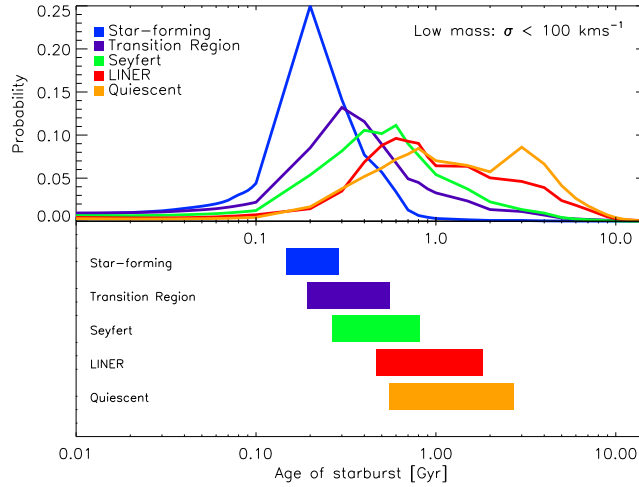 0.25
0.20
0.15
0.10
0.05
0.00
Probability
Star-forming
Transition Region
Seyfert
LINER
Quiescent
Low mass: σ < 100 kms⁻¹
0.1
1.0
10.0
Star-forming
Transition Region
Seyfert
LINER
Quiescent
0.01
0.10
1.00
10.00
Age of starburst [Gyr]